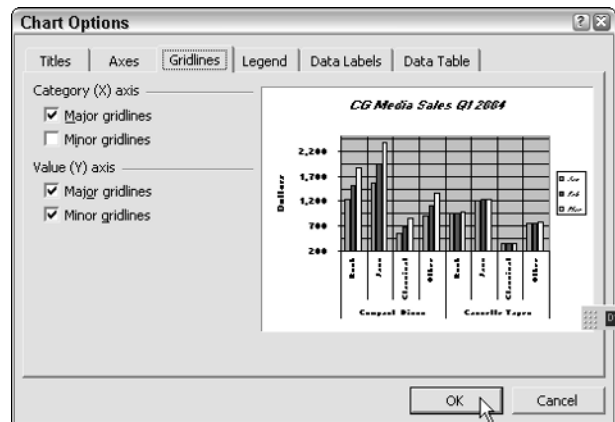 Chart Options
Titles
Axes
Gridlines
Legend
Data Labels
Data Table
Category (X) axis
Major gridlines
Minor gridlines
Value (Y) axis
Major gridlines
Minor gridlines
CG Media Sales Q1 2004
Dollars
2,200
1,700
1,200
700
200
Rock
Jazz
Classical
Other
Rock
Jazz
Classical
Other
Cassette Tapes
Jan
Feb
Mar
OK
Cancel